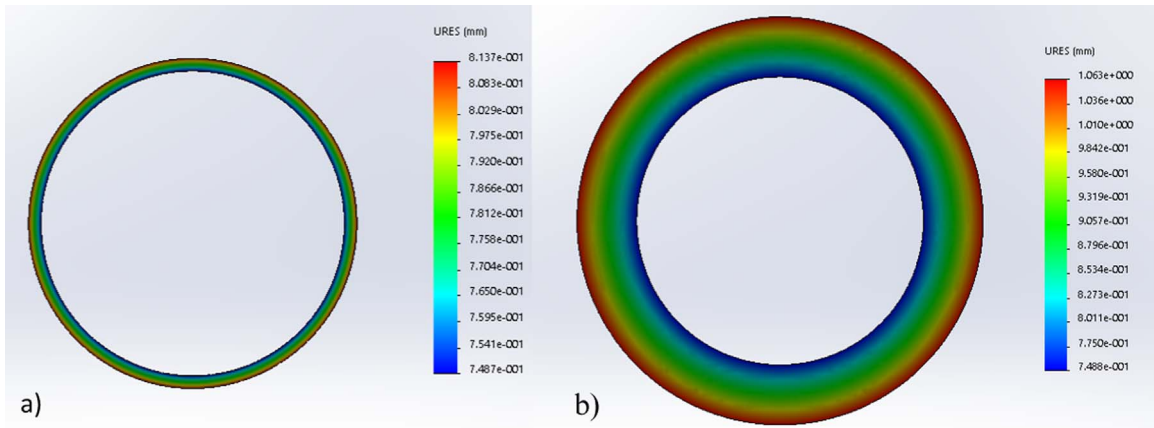 URES (mm)
8.137e-001
8.083e-001
8.029e-001
7.975e-001
7.920e-001
7.866e-001
7.812e-001
7.758e-001
7.704e-001
7.650e-001
7.595e-001
7.541e-001
7.487e-001
a)
URES (mm)
1.063e+000
1.036e+000
1.010e+000
9.842e-001
9.580e-001
9.319e-001
9.057e-001
8.796e-001
8.534e-001
8.273e-001
8.011e-001
7.750e-001
7.488e-001
b)